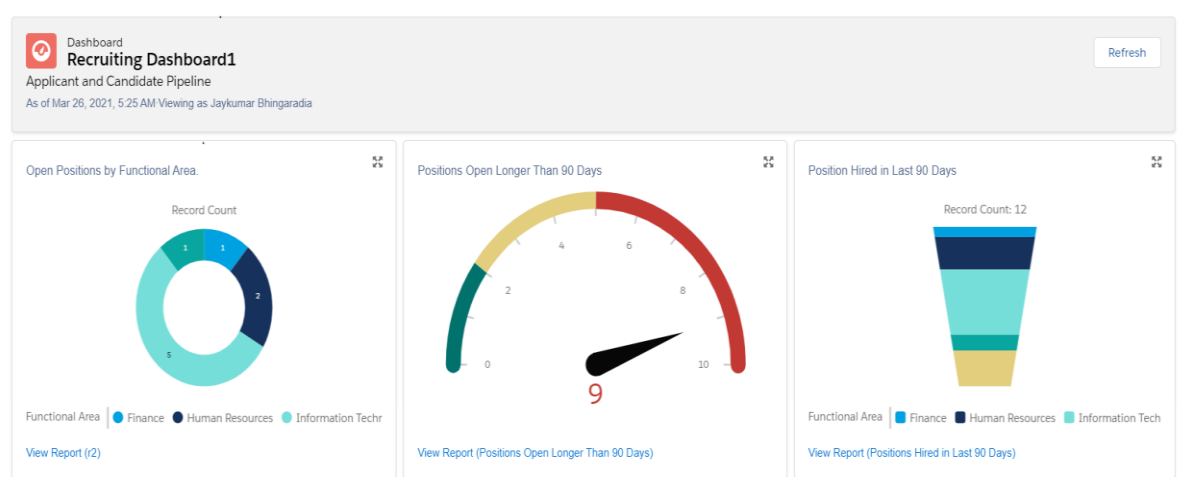 Dashboard
Recruiting Dashboard1
Refresh
Applicant and Candidate Pipeline
As of Mar 26, 2021, 5:25 AM·Viewing as Jaykumar Bhingaradia
Open Positions by Functional Area.
Record Count
1
1
2
5
Functional Area
Finance
Human Resources
Information Techr
View Report (r2)
Positions Open Longer Than 90 Days
0
2
4
6
8
10
9
View Report (Positions Open Longer Than 90 Days)
Position Hired in Last 90 Days
Record Count: 12
Functional Area
Finance
Human Resources
Information Tech
View Report (Positions Hired in Last 90 Days)